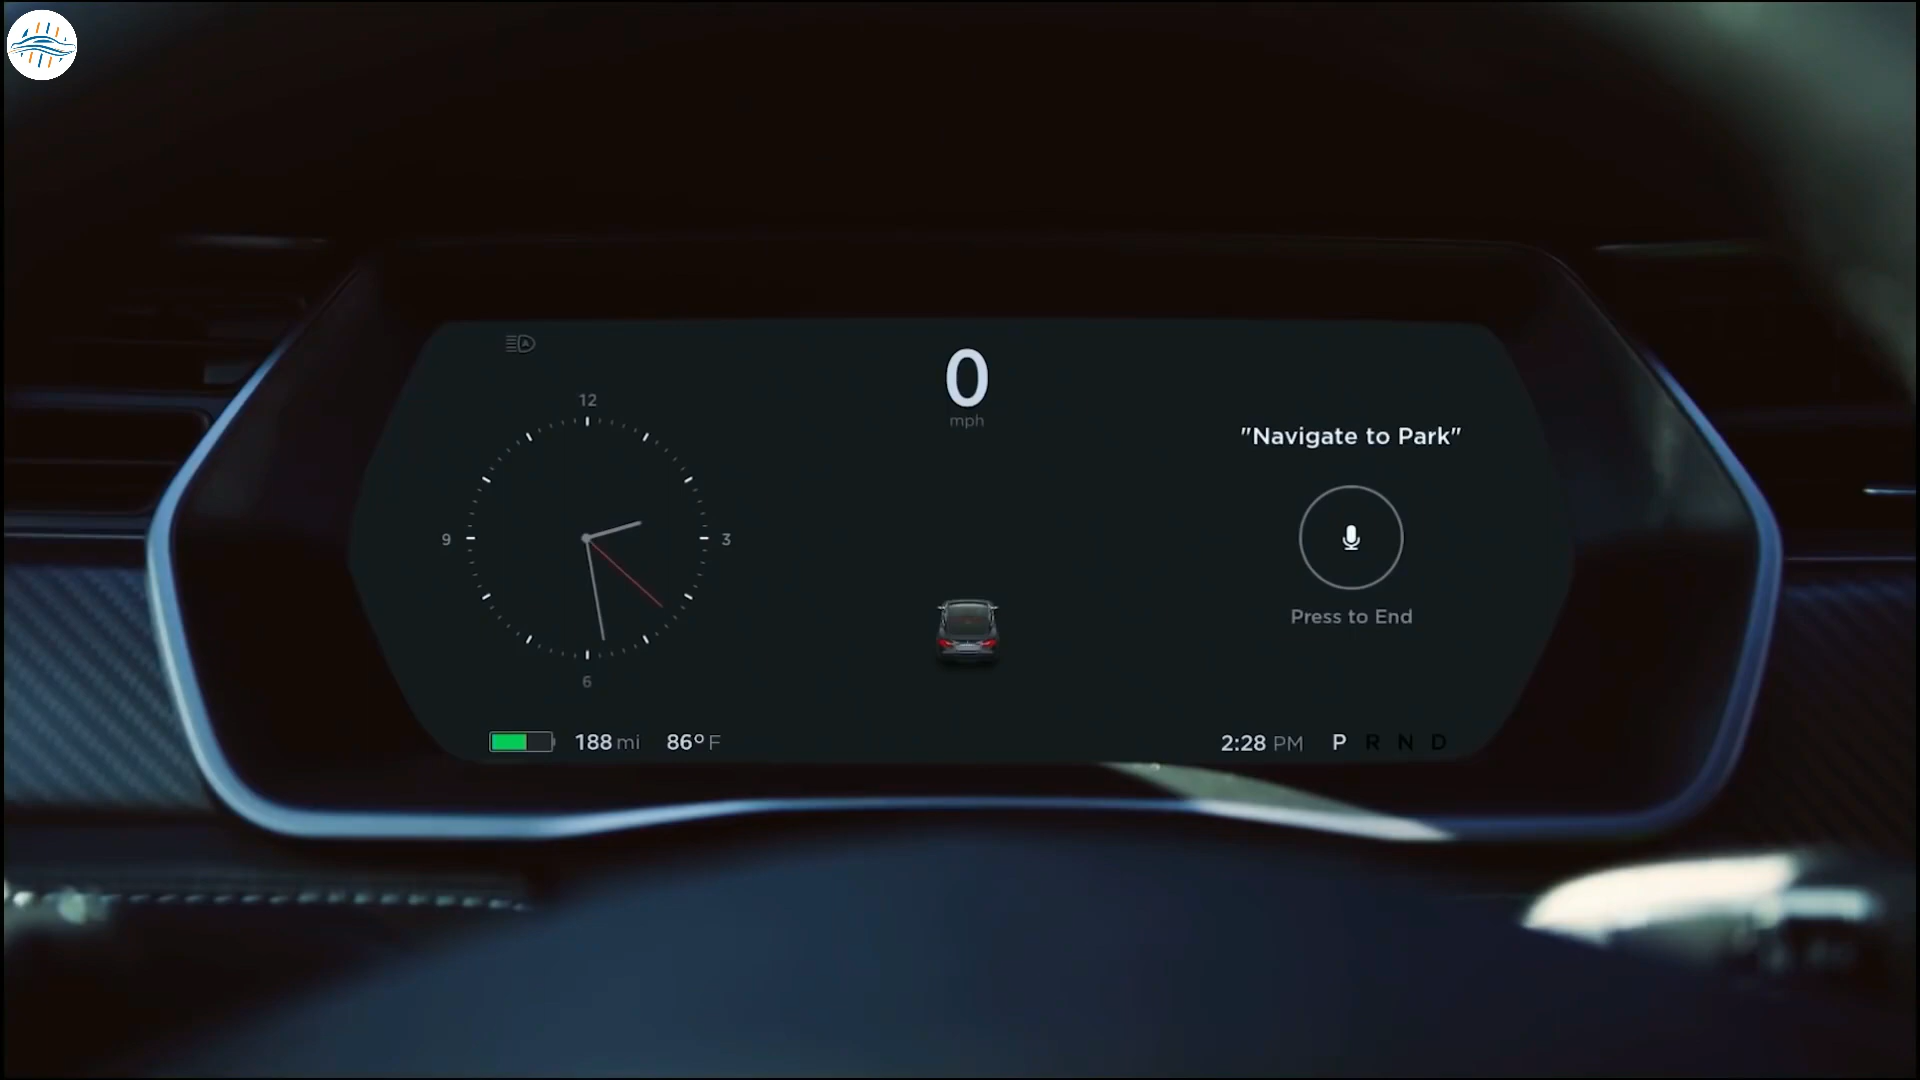 0
mph
12
"Navigate to Park"
9
3
Press to End
6
188 mi
86° F
2:28 PM
P R N D